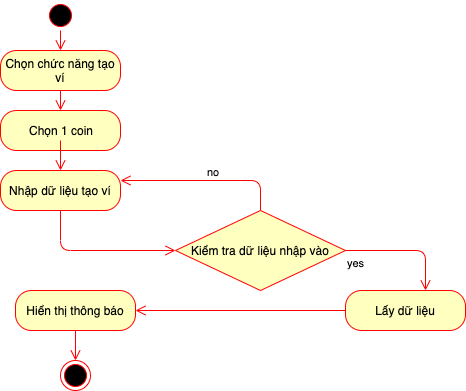 Chọn chức năng tạo
ví
Chọn 1 coin
Nhập dữ liệu tạo ví
no
Kiểm tra dữ liệu nhập vào
yes
Hiển thị thông báo
Lấy dữ liệu